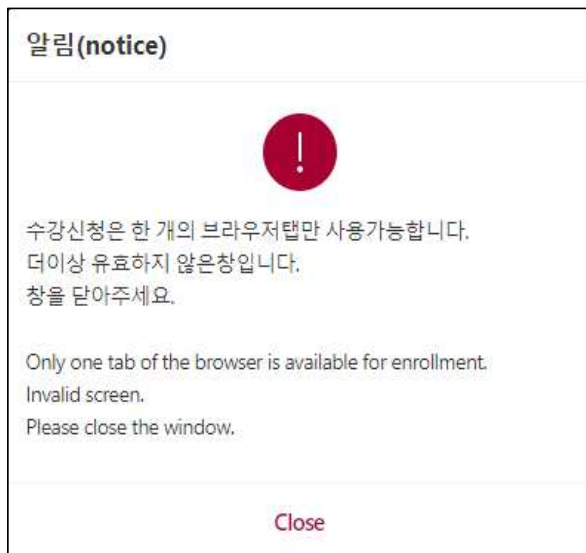 알림(notice)
!
수강신청은 한 개의 브라우저탭만 사용가능합니다.
더이상 유효하지 않은창입니다.
창을 닫아주세요.
Only one tab of the browser is available for enrollment.
Invalid screen.
Please close the window.
Close